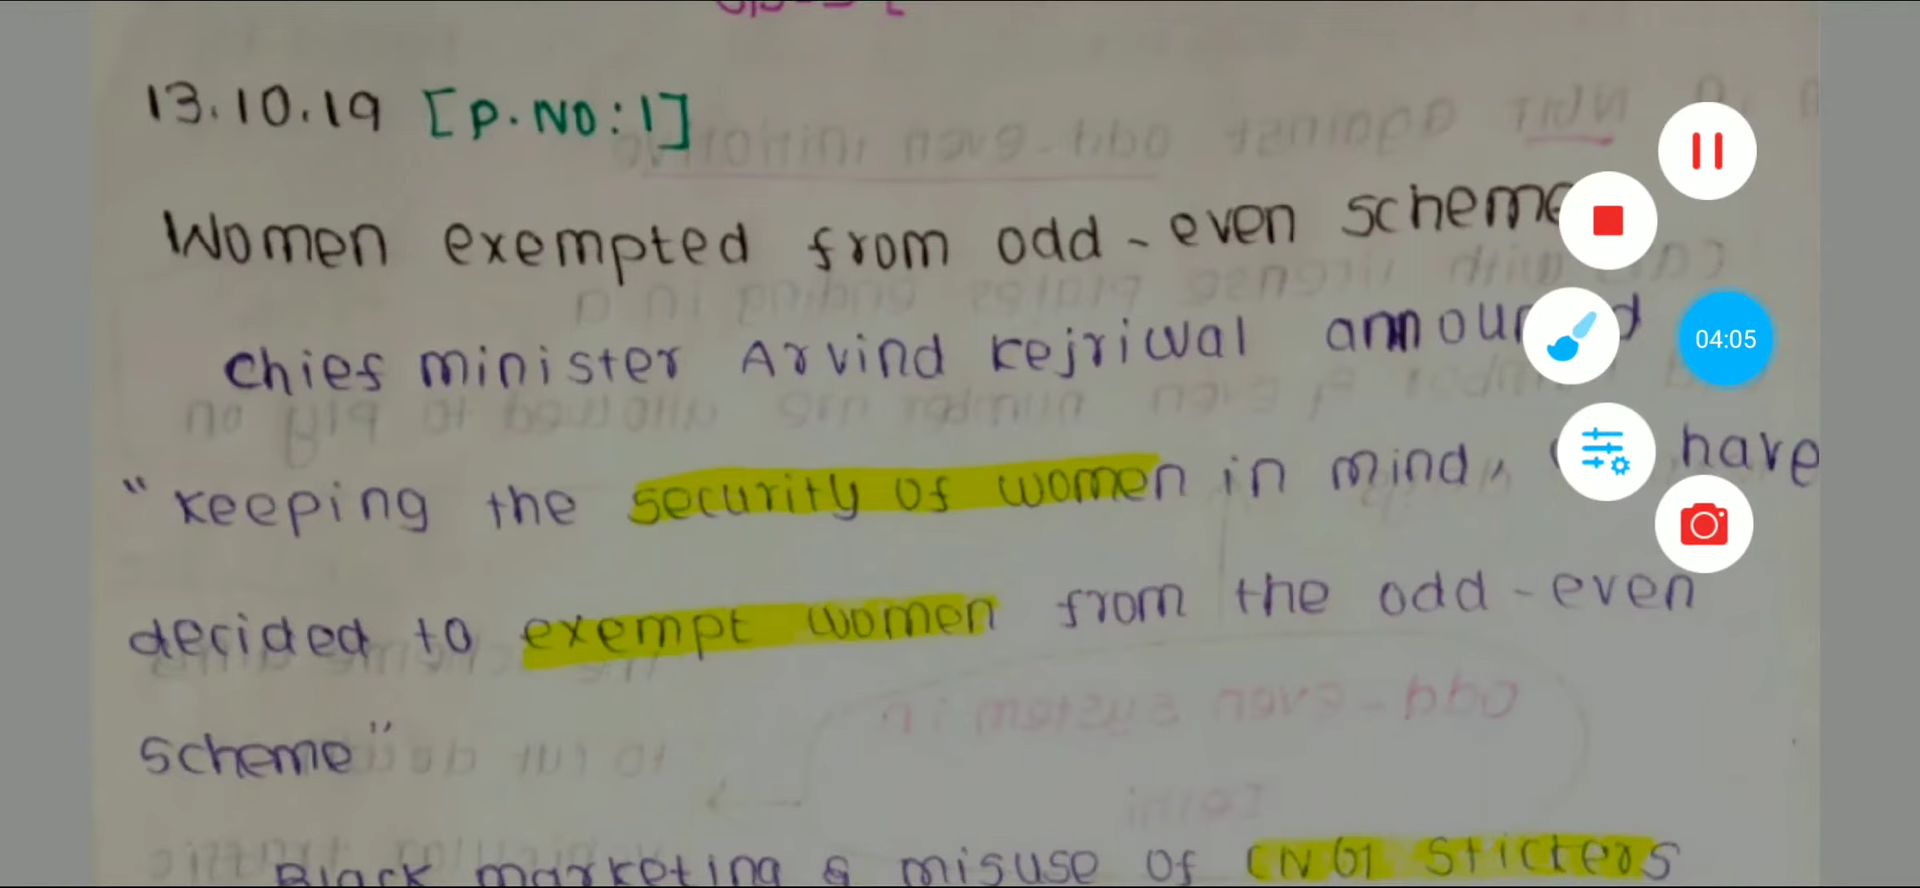 13.10.19 [P.NO:1]
Women exempted from odd-even scheme
Chief minister Arvind Kejriwal
"Keeping the security of women in mind, have
decided to exempt women from the odd-even
scheme"
Black marketing & misuse of CNG Stickers
04:05